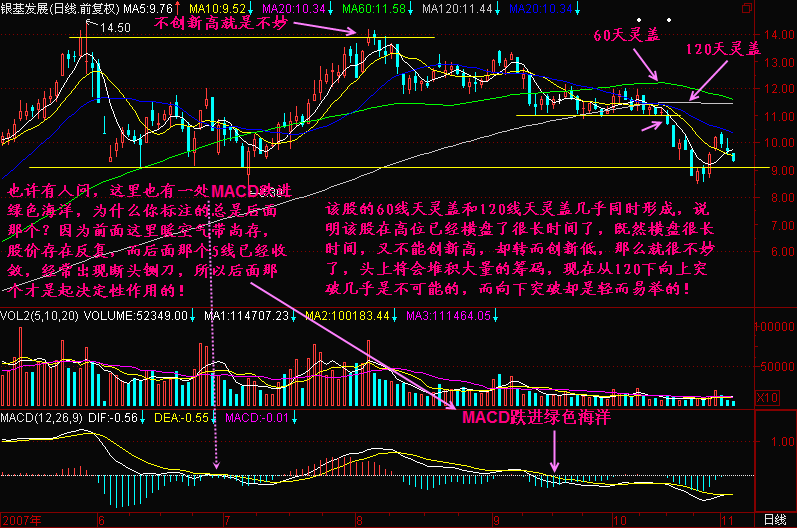 银基发展(日线.前复权) MA5:9.76↑ MA10:9.52↓ MA20:10.34↓ MA60:11.58↓ MA120:11.44↓ MA20:10.34↓
不创新高就是不妙
14.50
60天灵盖
120天灵盖
14.00
13.00
12.00
11.00
10.00
9.00
8.00
7.00
6.00
也许有人问，这里也有一处MACD跌进
绿色海洋，为什么你标注的总是后面
那个？因为前面这里暖空气带尚存，
股价存在反复，而后面那个5线已经收
敛，经常出现断头铡刀，所以后面那
个才是起决定性作用的！
该股的60线天灵盖和120线天灵盖几乎同时形成，说
明该股在高位已经横盘了很长时间了，既然横盘很长
时间，又不能创新高，却转而创新低，那么就很不妙
了，头上将会堆积大量的筹码，现在从120下向上突
破几乎是不可能的，而向下突破却是轻而易举的！
VOL2(5,10,20) VOLUME:52349.00↓ MA1:114707.23↓ MA2:100183.44↓ MA3:111464.05↓
100000
50000
X10
MACD(12,26,9) DIF:-0.56↓ DEA:-0.55↓ MACD:-0.01↓
MACD跌进绿色海洋
1.00
2007年 6 7 8 9 10 11 日线